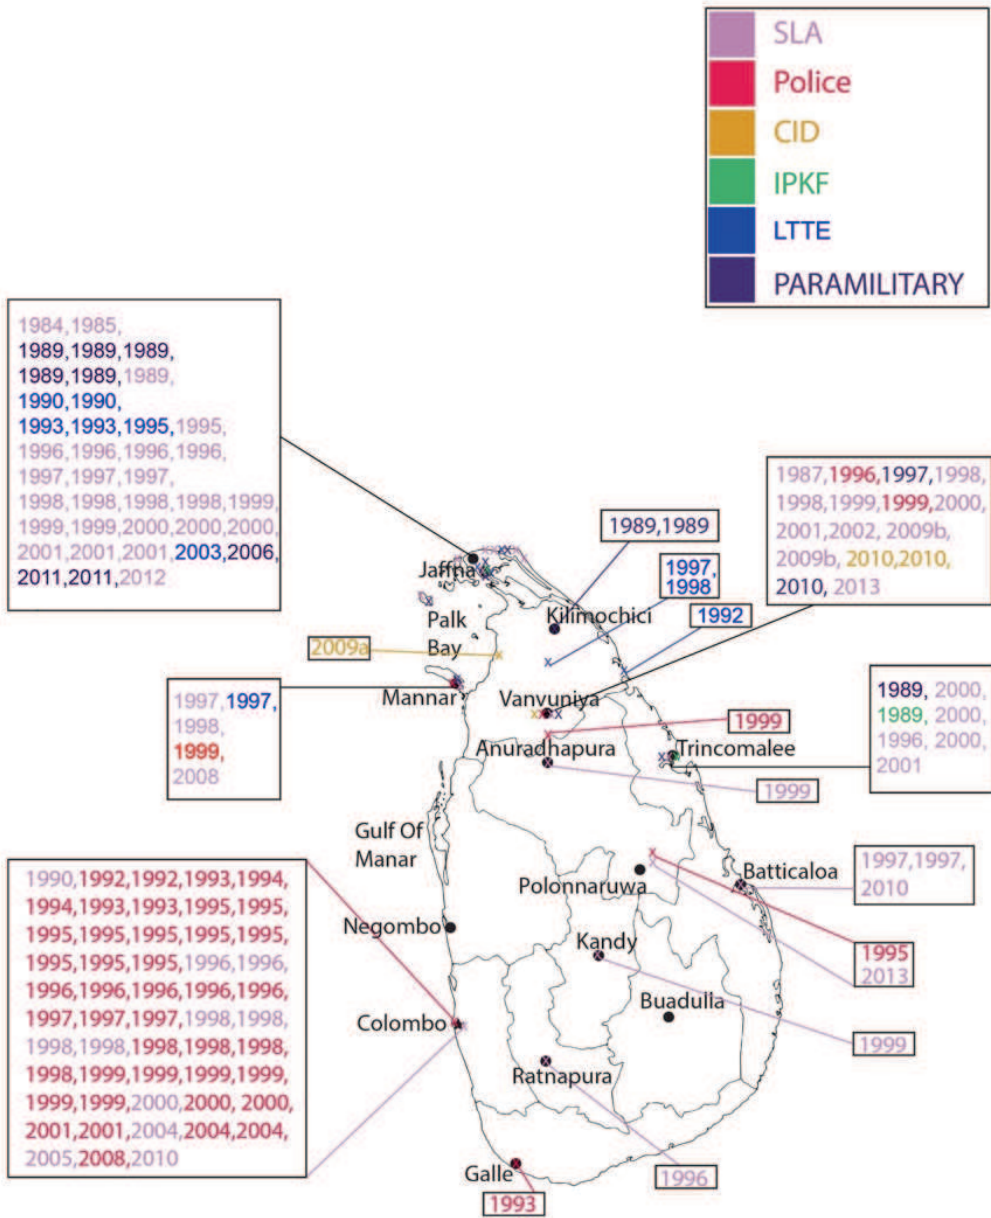 SLA
Police
CID
IPKF
LTTE
PARAMILITARY
1984,1985,
1989,1989,1989,
1989,1989,1989,
1990,1990,
1993,1993,1995,1995,
1996,1996,1996,1996,
1997,1997,1997,
1998,1998,1998,1998,1999,
1999,1999,2000,2000,2000,
2001,2001,2001,2003,2006,
2011,2011,2012
1987,1996,1997,1998,
1998,1999,1999,2000,
2001,2002, 2009b,
2009b, 2010,2010,
2010, 2013
1989,1989
Jaffna
1997,
1998
Kilimochici
1992
Palk
Bay
2009a
Mannar
Vanvuniya
1997,1997,
1998,
1999,
2008
1989, 2000,
1989, 2000,
1996, 2000,
2001
1999
Anuradhapura
Trincomalee
1999
Gulf Of
Manar
Polonnaruwa
Batticaloa
1997,1997,
2010
1990,1992,1992,1993,1994,
1994,1993,1993,1995,1995,
1995,1995,1995,1995,1995,
1995,1995,1995,1996,1996,
1996,1996,1996,1996,1996,
1997,1997,1997,1998,1998,
1998,1998,1998,1998,1998,
1998,1999,1999,1999,1999,
1999,1999,2000,2000, 2000,
2001,2001,2004,2004,2004,
2005,2008,2010
Negombo
Kandy
1995
2013
Buadulla
Colombo
1999
Ratnapura
Galle
1996
1993